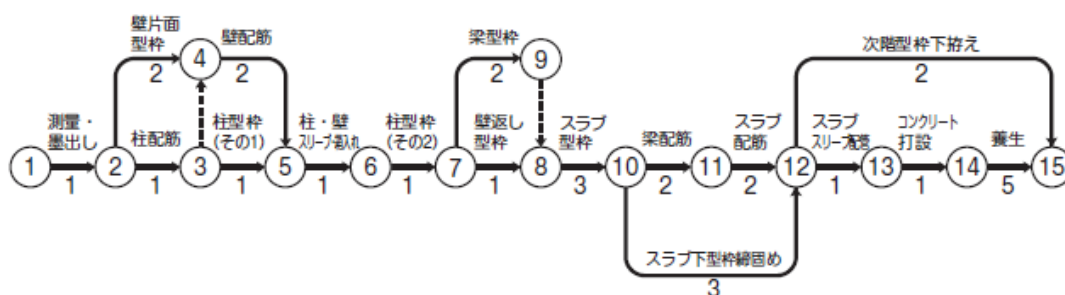 壁片面
型枠
壁配筋
④
2
2
梁型枠
⑨
2
次階型枠下拵え
2
測量・
墨出し
柱配筋
柱型枠
(その1)
柱・壁
スリーブ・箱入れ
柱型枠
(その2)
壁返し
型枠
スラブ
型枠
梁配筋
スラブ
配筋
スラブ
スリーブ・配管
コンクリート
打設
養生
① ② ③ ⑤ ⑥ ⑦ ⑧ ⑩ ⑪ ⑫ ⑬ ⑭ ⑮
1 1 1 1 1 1 3 2 2 1 1 5
スラブ下型枠締固め
3